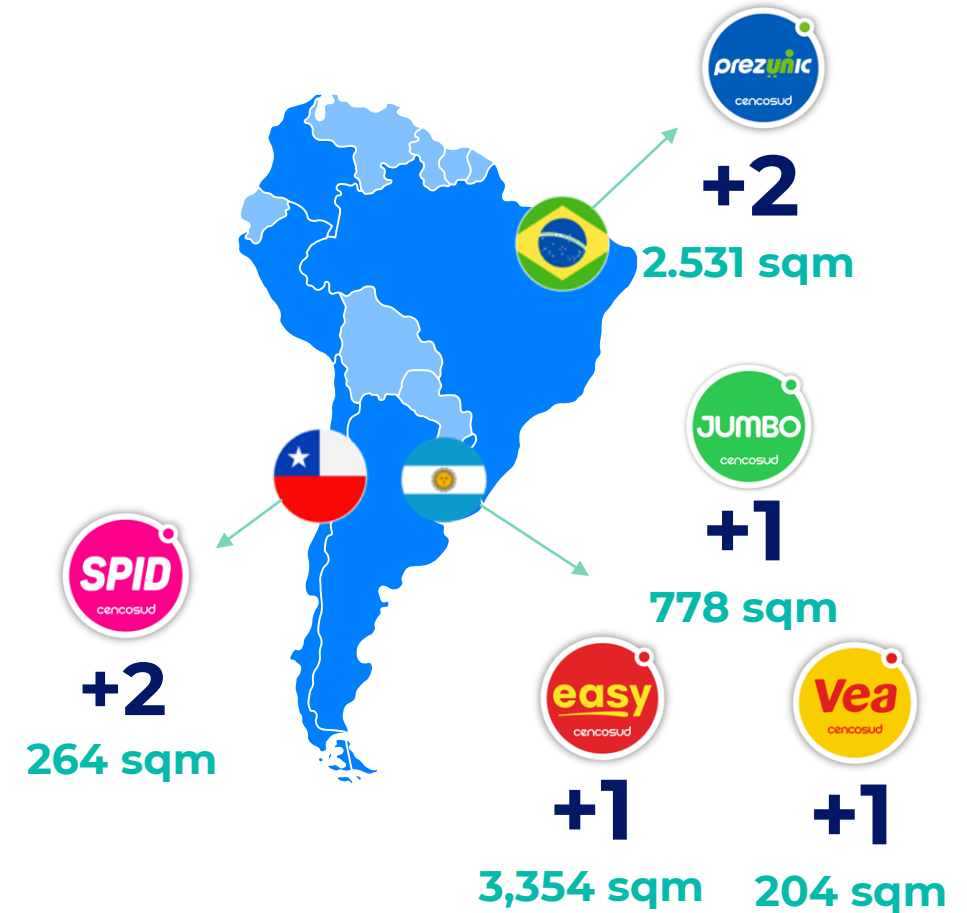 prezunic
cencosud
+2
2.531 sqm
JUMBO
cencosud
+1
778 sqm
SPID
cencosud
+2
264 sqm
easy
cencosud
+1
3,354 sqm
Vea
cencosud
+1
204 sqm